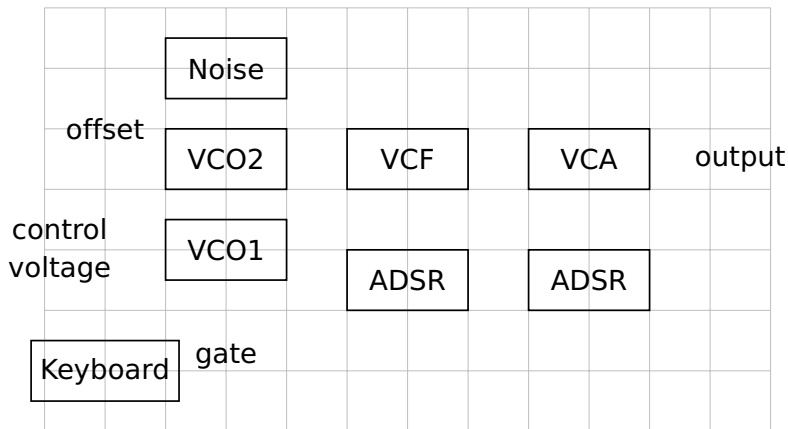 Noise
offset
VCO2
VCF
VCA
output
control
voltage
VCO1
ADSR
ADSR
Keyboard
gate